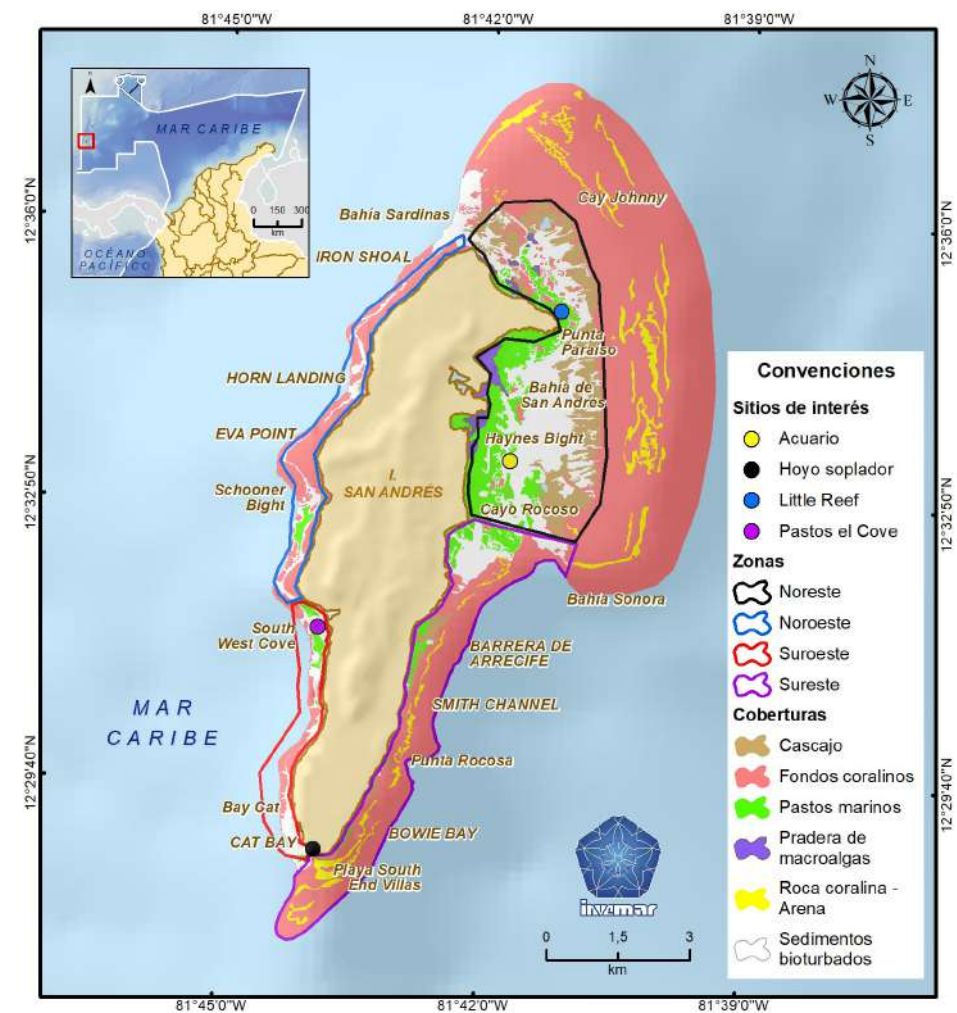 81°45'0"W
81°42'0"W
81°39'0"W
N
W
E
S
MAR CARIBE
0 150 300
km
OCÉANO
PACÍFICO
12°36'0"N
12°36'0"N
Cay Johnny
Bahía Sardinas
IRON SHOAL
Punta
Paraiso
HORN LANDING
Bahía de
San Andrés
EVA POINT
Haynes Bight
Schooner
Bight
I.
SAN ANDRÉS
Cayo Rocoso
12°32'50"N
12°32'50"N
Bahía Sonora
South
West Cove
BARRERA DE
ARRECIFE
SMITH CHANNEL
MAR
CARIBE
Punta Rocosa
12°29'40"N
12°29'40"N
Bay Cat
CAT BAY
BOWIE BAY
Playa South
End Villas
invemar
0 1,5 3
km
Convenciones
Sitios de interés
Acuario
Hoyo soplador
Little Reef
Pastos el Cove
Zonas
Noreste
Noroeste
Suroeste
Sureste
Coberturas
Cascajo
Fondos coralinos
Pastos marinos
Pradera de
macroalgas
Roca coralina -
Arena
Sedimentos
bioturbados
81°45'0"W
81°42'0"W
81°39'0"W